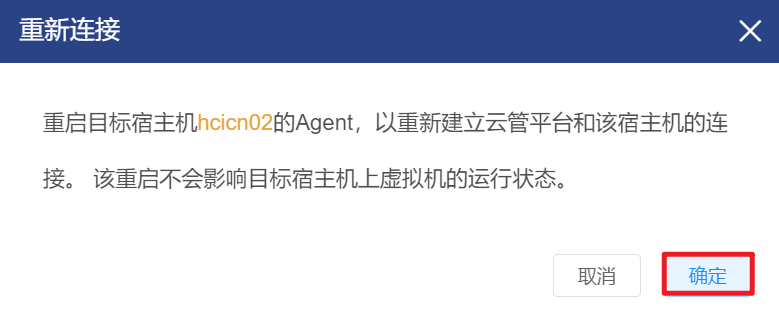 重新连接
重启目标宿主机hcicn02的Agent，以重新建立云管平台和该宿主机的连
接。 该重启不会影响目标宿主机上虚拟机的运行状态。
取消
确定